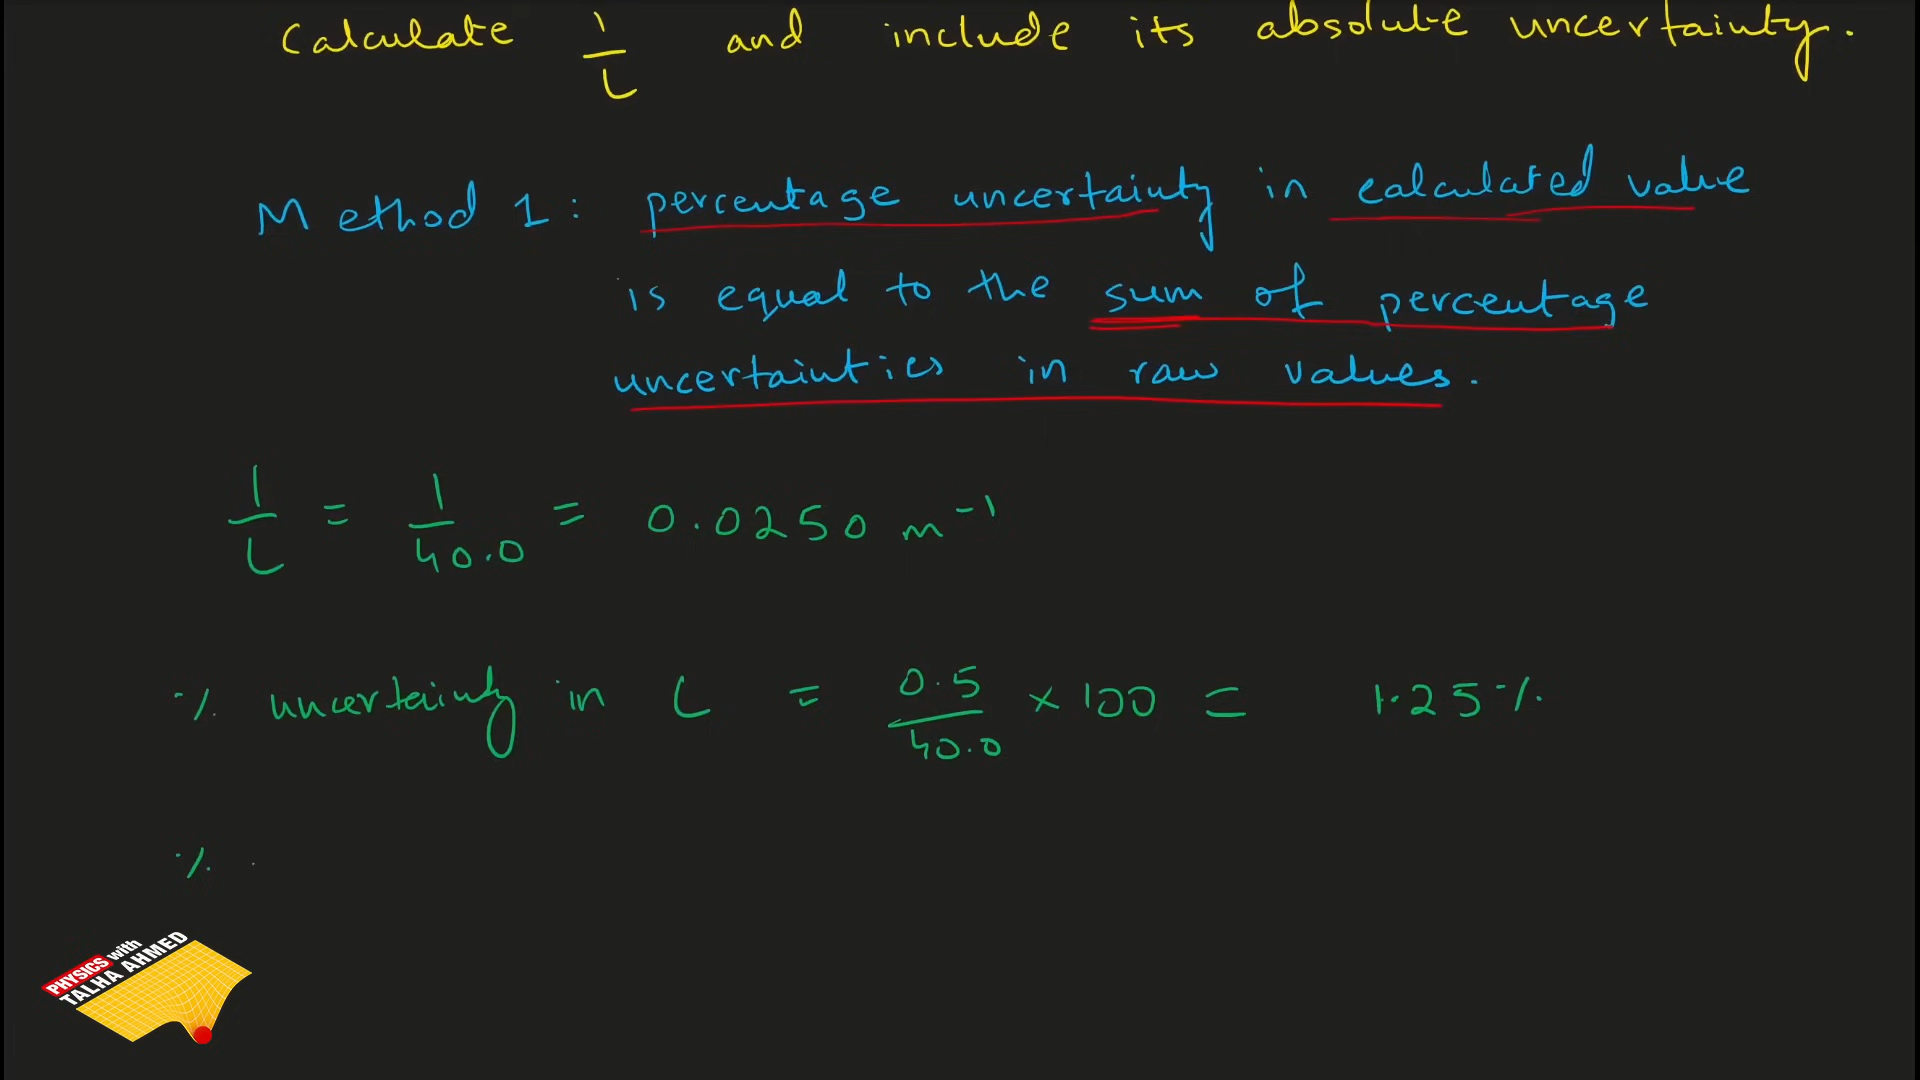 Calculate 1/L and include its absolute uncertainty.
Method 1: percentage uncertainty in calculated value
is equal to the sum of percentage
uncertainties in raw values.
1/L = 1/40.0 = 0.0250 m⁻¹
% uncertainty in L = 0.5/40.0 × 100 = 1.25%
%
PHYSICS with
TALHA AHMED